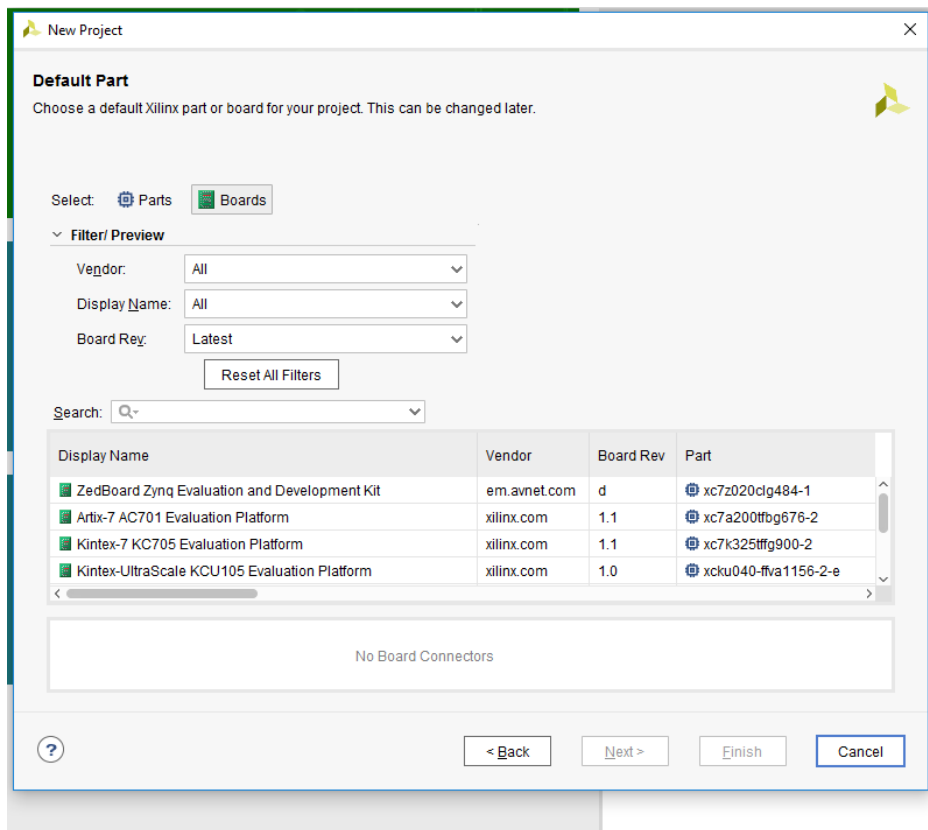 New Project
Default Part
Choose a default Xilinx part or board for your project. This can be changed later.
Select: Parts Boards
Filter/ Preview
Vendor: All
Display Name: All
Board Rev: Latest
Reset All Filters
Search:
Display Name Vendor Board Rev Part
ZedBoard Zynq Evaluation and Development Kit em.avnet.com d xc7z020clg484-1
Artix-7 AC701 Evaluation Platform xilinx.com 1.1 xc7a200tfbg676-2
Kintex-7 KC705 Evaluation Platform xilinx.com 1.1 xc7k325tffg900-2
Kintex-UltraScale KCU105 Evaluation Platform xilinx.com 1.0 xcku040-ffva1156-2-e
No Board Connectors
? < Back Next > Finish Cancel